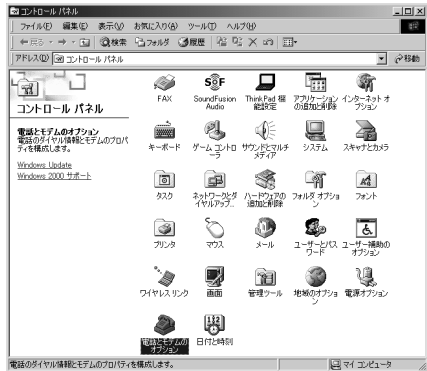 コントロール パネル
ファイル(F) 編集(E) 表示(V) お気に入り(A) ツール(T) ヘルプ(H)
戻る 検索 フォルダ 履歴
アドレス(D) コントロール パネル 移動
コントロール パネル
電話とモデムのオプション
電話のダイヤル情報とモデムのプロパティを構成します。
Windows Update
Windows 2000 サポート
FAX
SoundFusion Audio
ThinkPad 機能設定
アプリケーションの追加と削除
インターネット オプション
キーボード
ゲーム コントローラ
サウンドとマルチメディア
システム
スキャナとカメラ
タスク
ネットワークとダイヤルアップ...
ハードウェアの追加と削除
フォルダ オプション
フォント
プリンタ
マウス
メール
ユーザーとパスワード
ユーザー補助のオプション
ワイヤレス リンク
画面
管理ツール
地域のオプション
電源オプション
電話とモデムのオプション
日付と時刻
電話のダイヤル情報とモデムのプロパティを構成します。
マイ コンピュータ